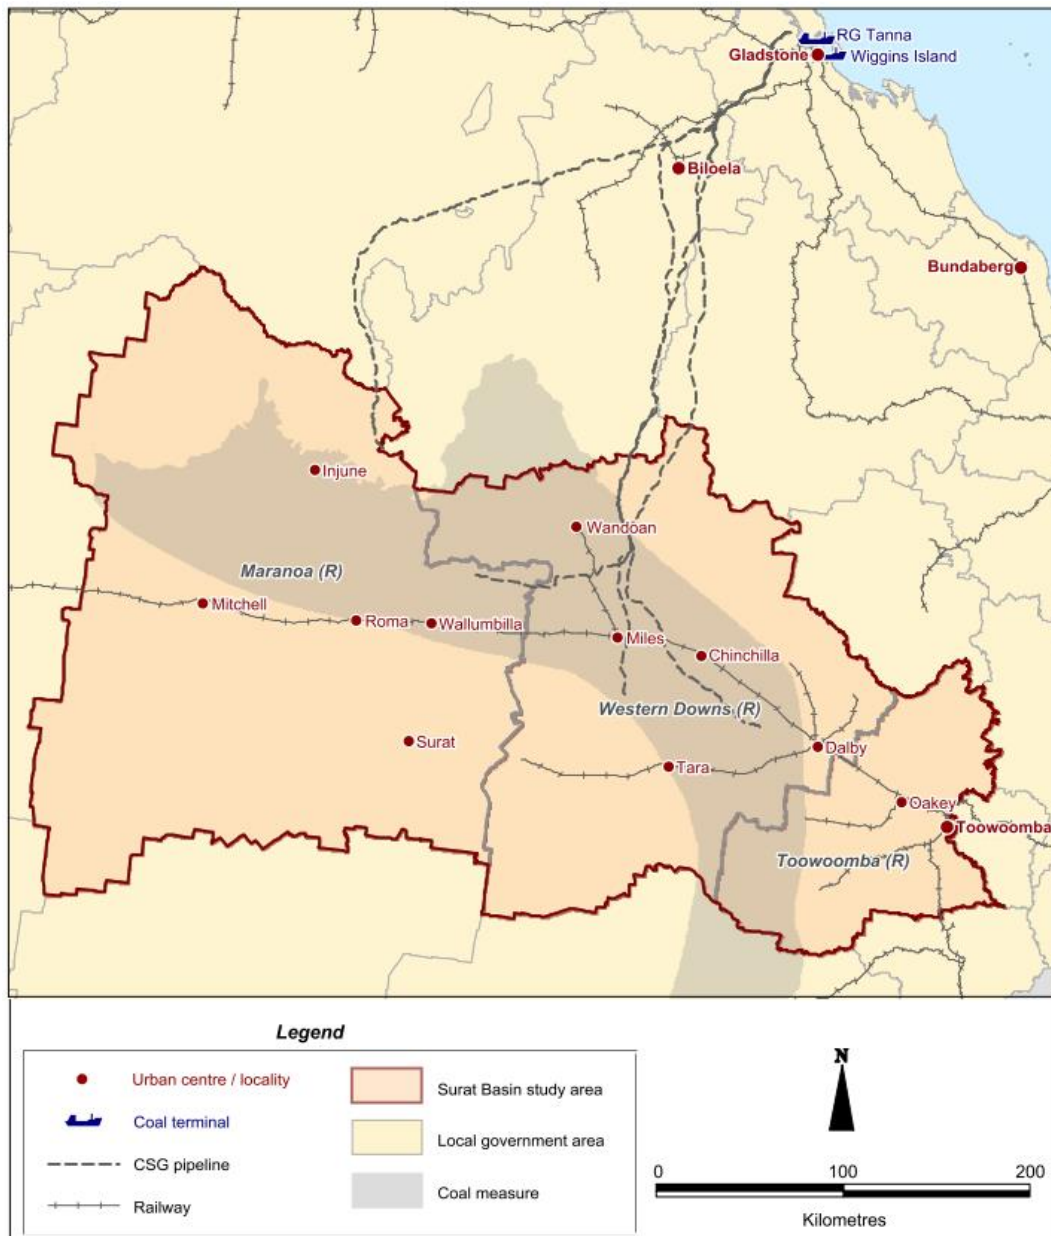 RG Tanna
Gladstone
Wiggins Island
Biloela
Bundaberg
Injune
Wandoan
Maranoa (R)
Mitchell
Roma
Wallumbilla
Miles
Chinchilla
Western Downs (R)
Surat
Dalby
Tara
Oakey
Toowoomba
Toowoomba (R)
Legend
Urban centre / locality
Coal terminal
CSG pipeline
Railway
Surat Basin study area
Local government area
Coal measure
N
0 100 200
Kilometres